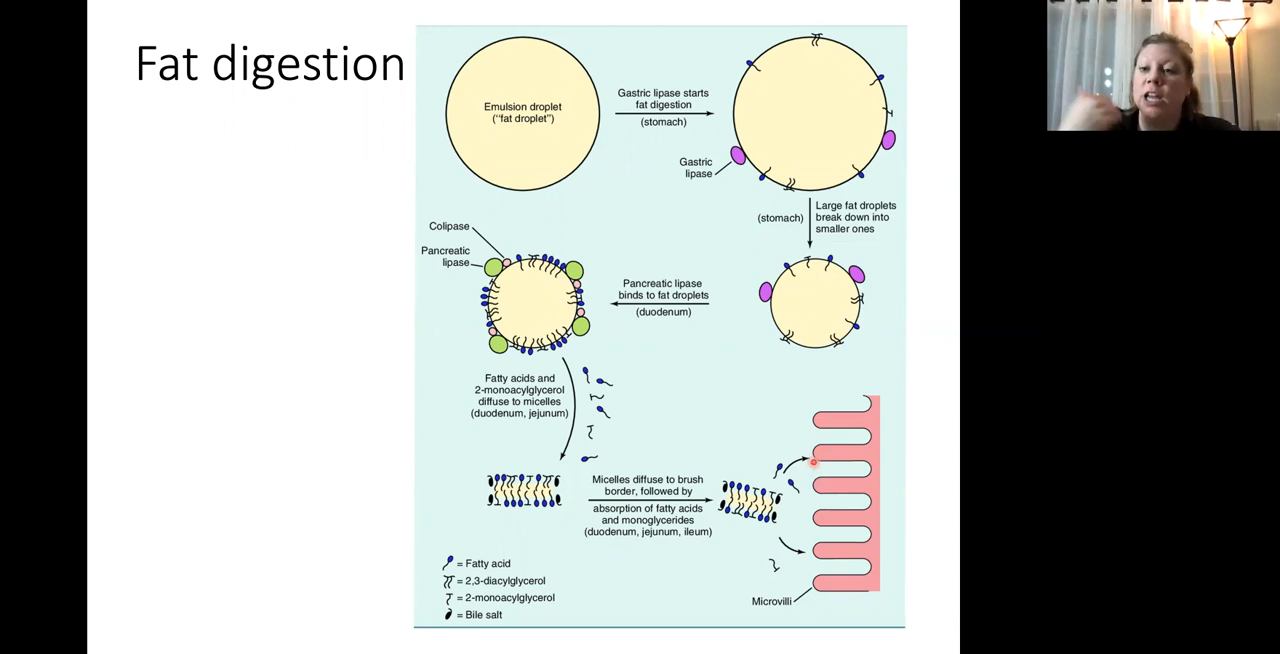 Fat digestion
Emulsion droplet
("fat droplet")
Gastric lipase starts
fat digestion
(stomach)
Gastric
lipase
(stomach)
Large fat droplets
break down into
smaller ones
Colipase
Pancreatic
lipase
Pancreatic lipase
binds to fat droplets
(duodenum)
Fatty acids and
2-monoacylglycerol
diffuse to micelles
(duodenum, jejunum)
Micelles diffuse to brush
border, followed by
absorption of fatty acids
and monoglycerides
(duodenum, jejunum, ileum)
= Fatty acid
= 2,3-diacylglycerol
= 2-monoacylglycerol
= Bile salt
Microvilli